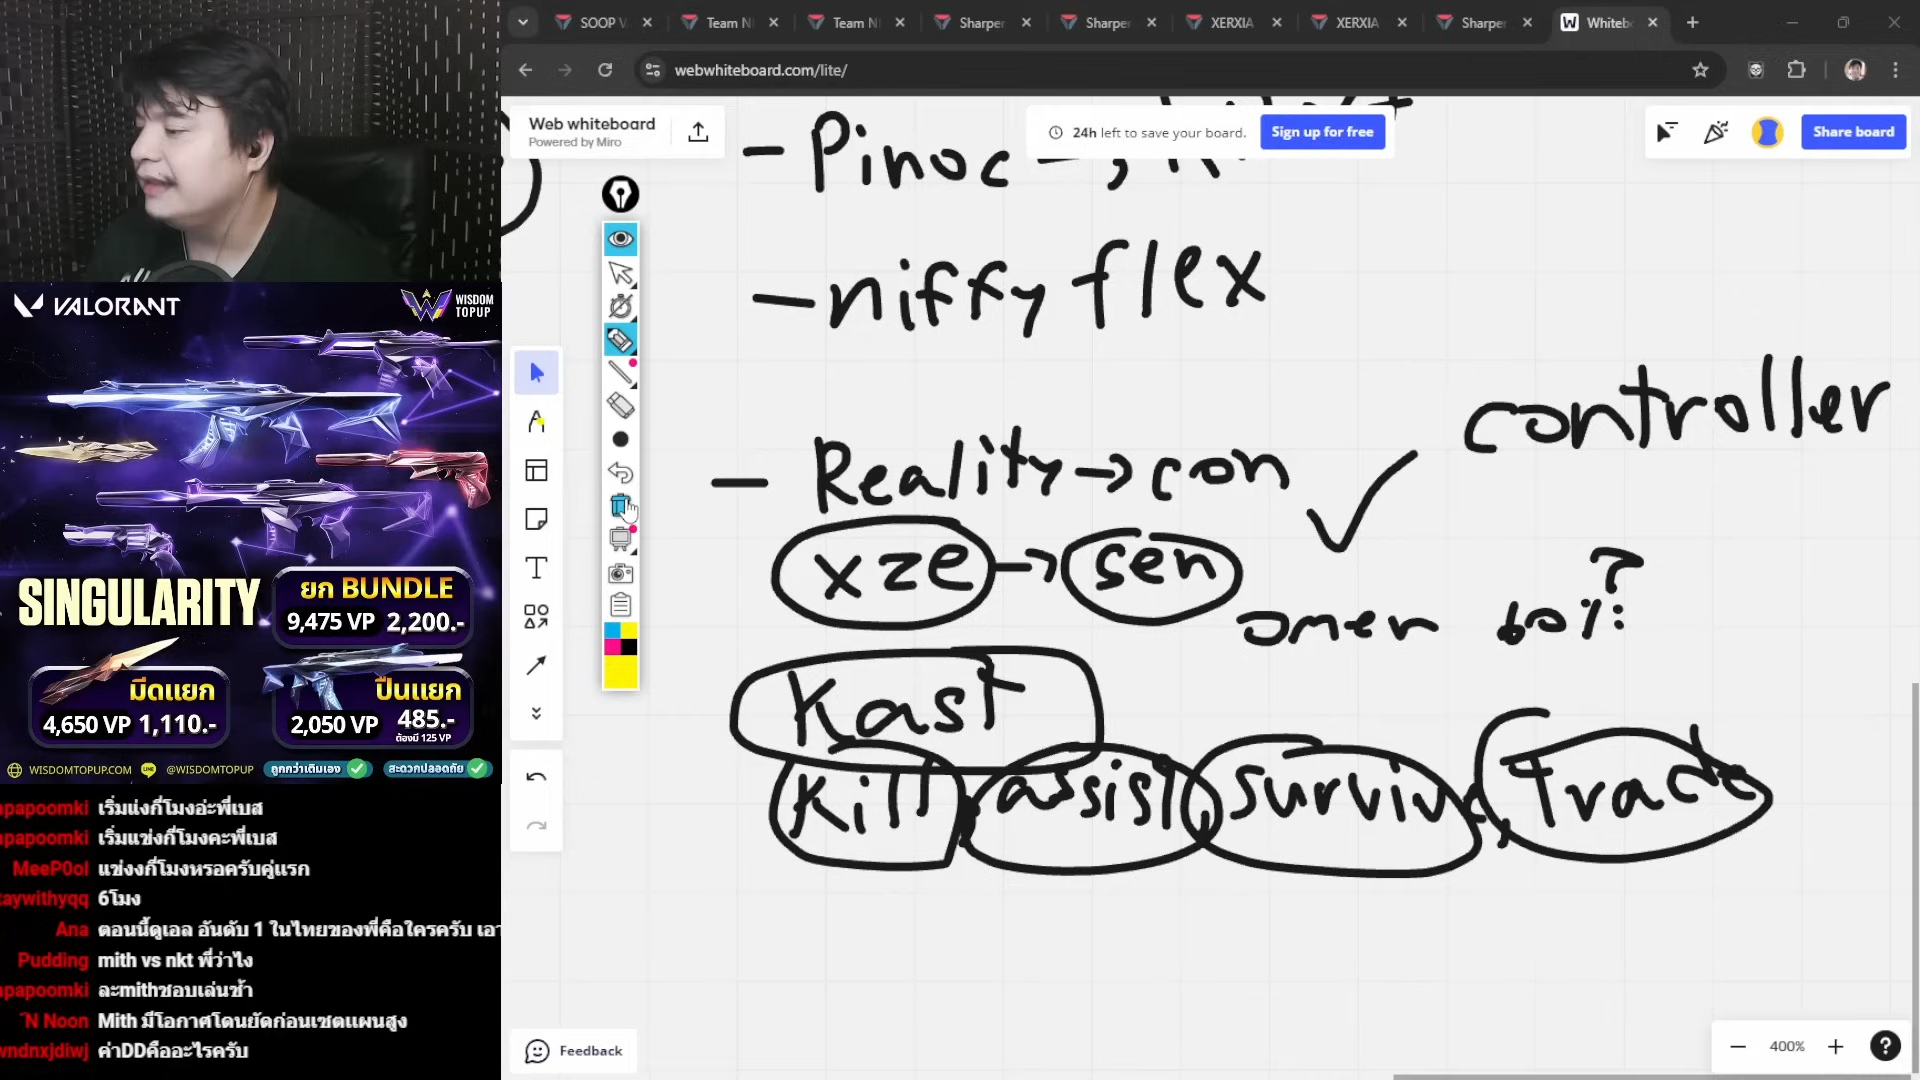 SOOP V
Team N
Team N
Sharper
Sharper
XERXIA
XERXIA
Sharper
Whiteb
webwhiteboard.com/lite/
Web whiteboard
Powered by Miro
24h left to save your board.
Sign up for free
Share board
- Pinoc
- niffy flex
controller
- Reality → con
xze → sen
omen 60% ?
Kast
Kill, assist, survive, Trade
VALORANT
WISDOM
TOPUP
SINGULARITY
ยก BUNDLE
9,475 VP 2,200.-
มีดแยก
4,650 VP 1,110.-
ปืนแยก
2,050 VP 485.-
ต้องมี 125 VP
WISDOMTOPUP.COM @WISDOMTOPUP ถูกกว่าเติมเอง สะดวกปลอดภัย
papoomki เริ่มแ่งกี่โมงอ่ะพี่เบส
papoomki เริ่มแข่งกี่โมงคะพี่เบส
MeeP0ol แข่งงกี่โมงหรอครับคู่แรก
taywithyqq 6โมง
Ana ตอนนี้ดูเอล อันดับ 1 ในไทยของพี่คือใครครับ เอา
Pudding mith vs nkt พี่ว่าไง
papoomki ละmithชอบเล่นช้า
N Noon Mith มีโอกาศโดนยัดก่อนเซตแผนสูง
vndnxjdiwj ค่าDDคืออะไรครับ
Feedback
400%